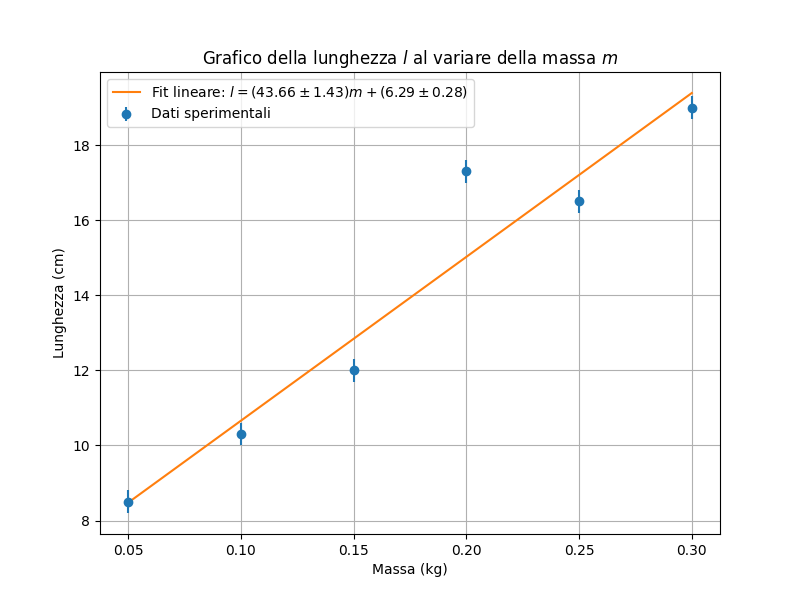 Grafico della lunghezza l al variare della massa m
Fit lineare: l = (43.66 ± 1.43)m + (6.29 ± 0.28)
Dati sperimentali
Lunghezza (cm)
18
16
14
12
10
8
0.05 0.10 0.15 0.20 0.25 0.30
Massa (kg)